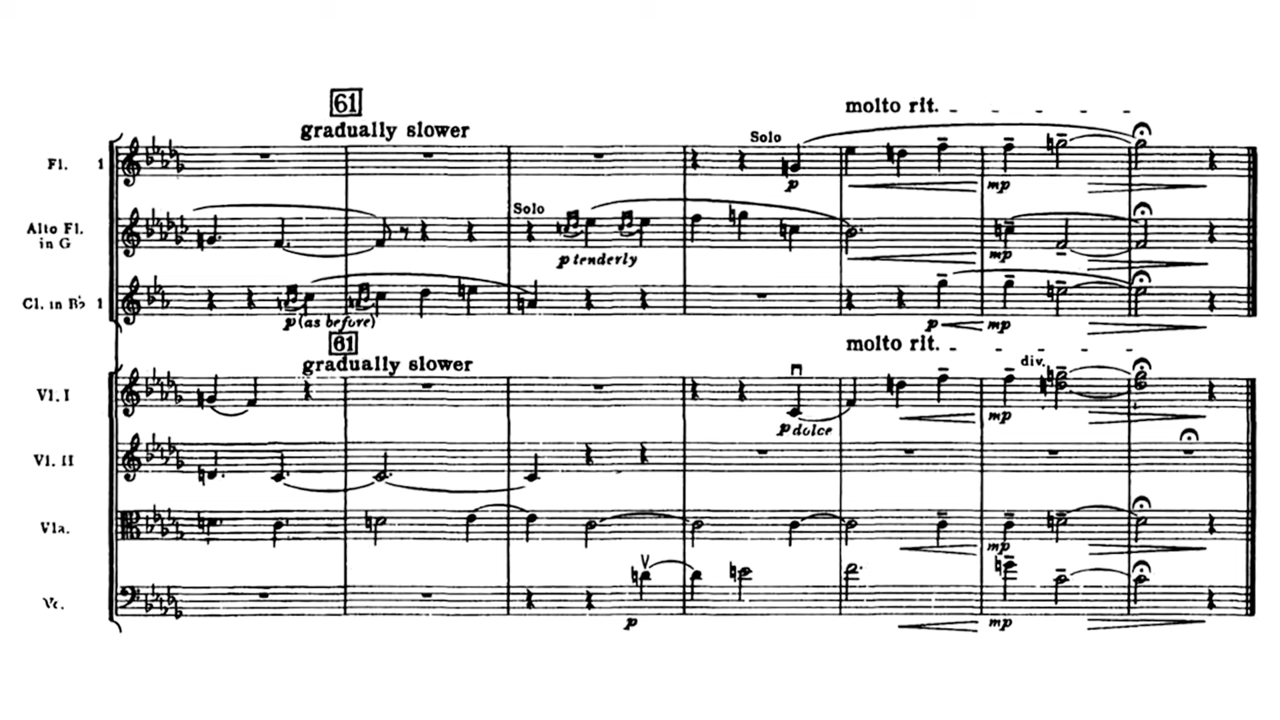 61
gradually slower
molto rit.
Fl. 1
Solo
p
mp
Alto Fl.
in G
Solo
p tenderly
mp
Cl. in B♭ 1
p (as before)
p
mp
61
gradually slower
molto rit.
Vl. I
div.
p dolce
mp
Vl. II
Vla.
mp
Vc.
p
mp